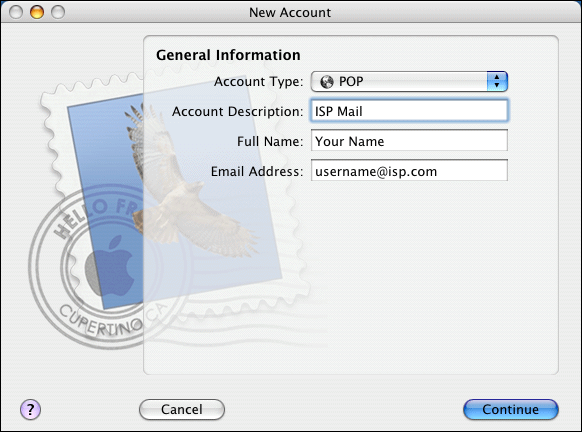 New Account
General Information
Account Type: POP
Account Description: ISP Mail
Full Name: Your Name
Email Address: username@isp.com
HELLO FR
CUPERTINO CA
? Cancel Continue